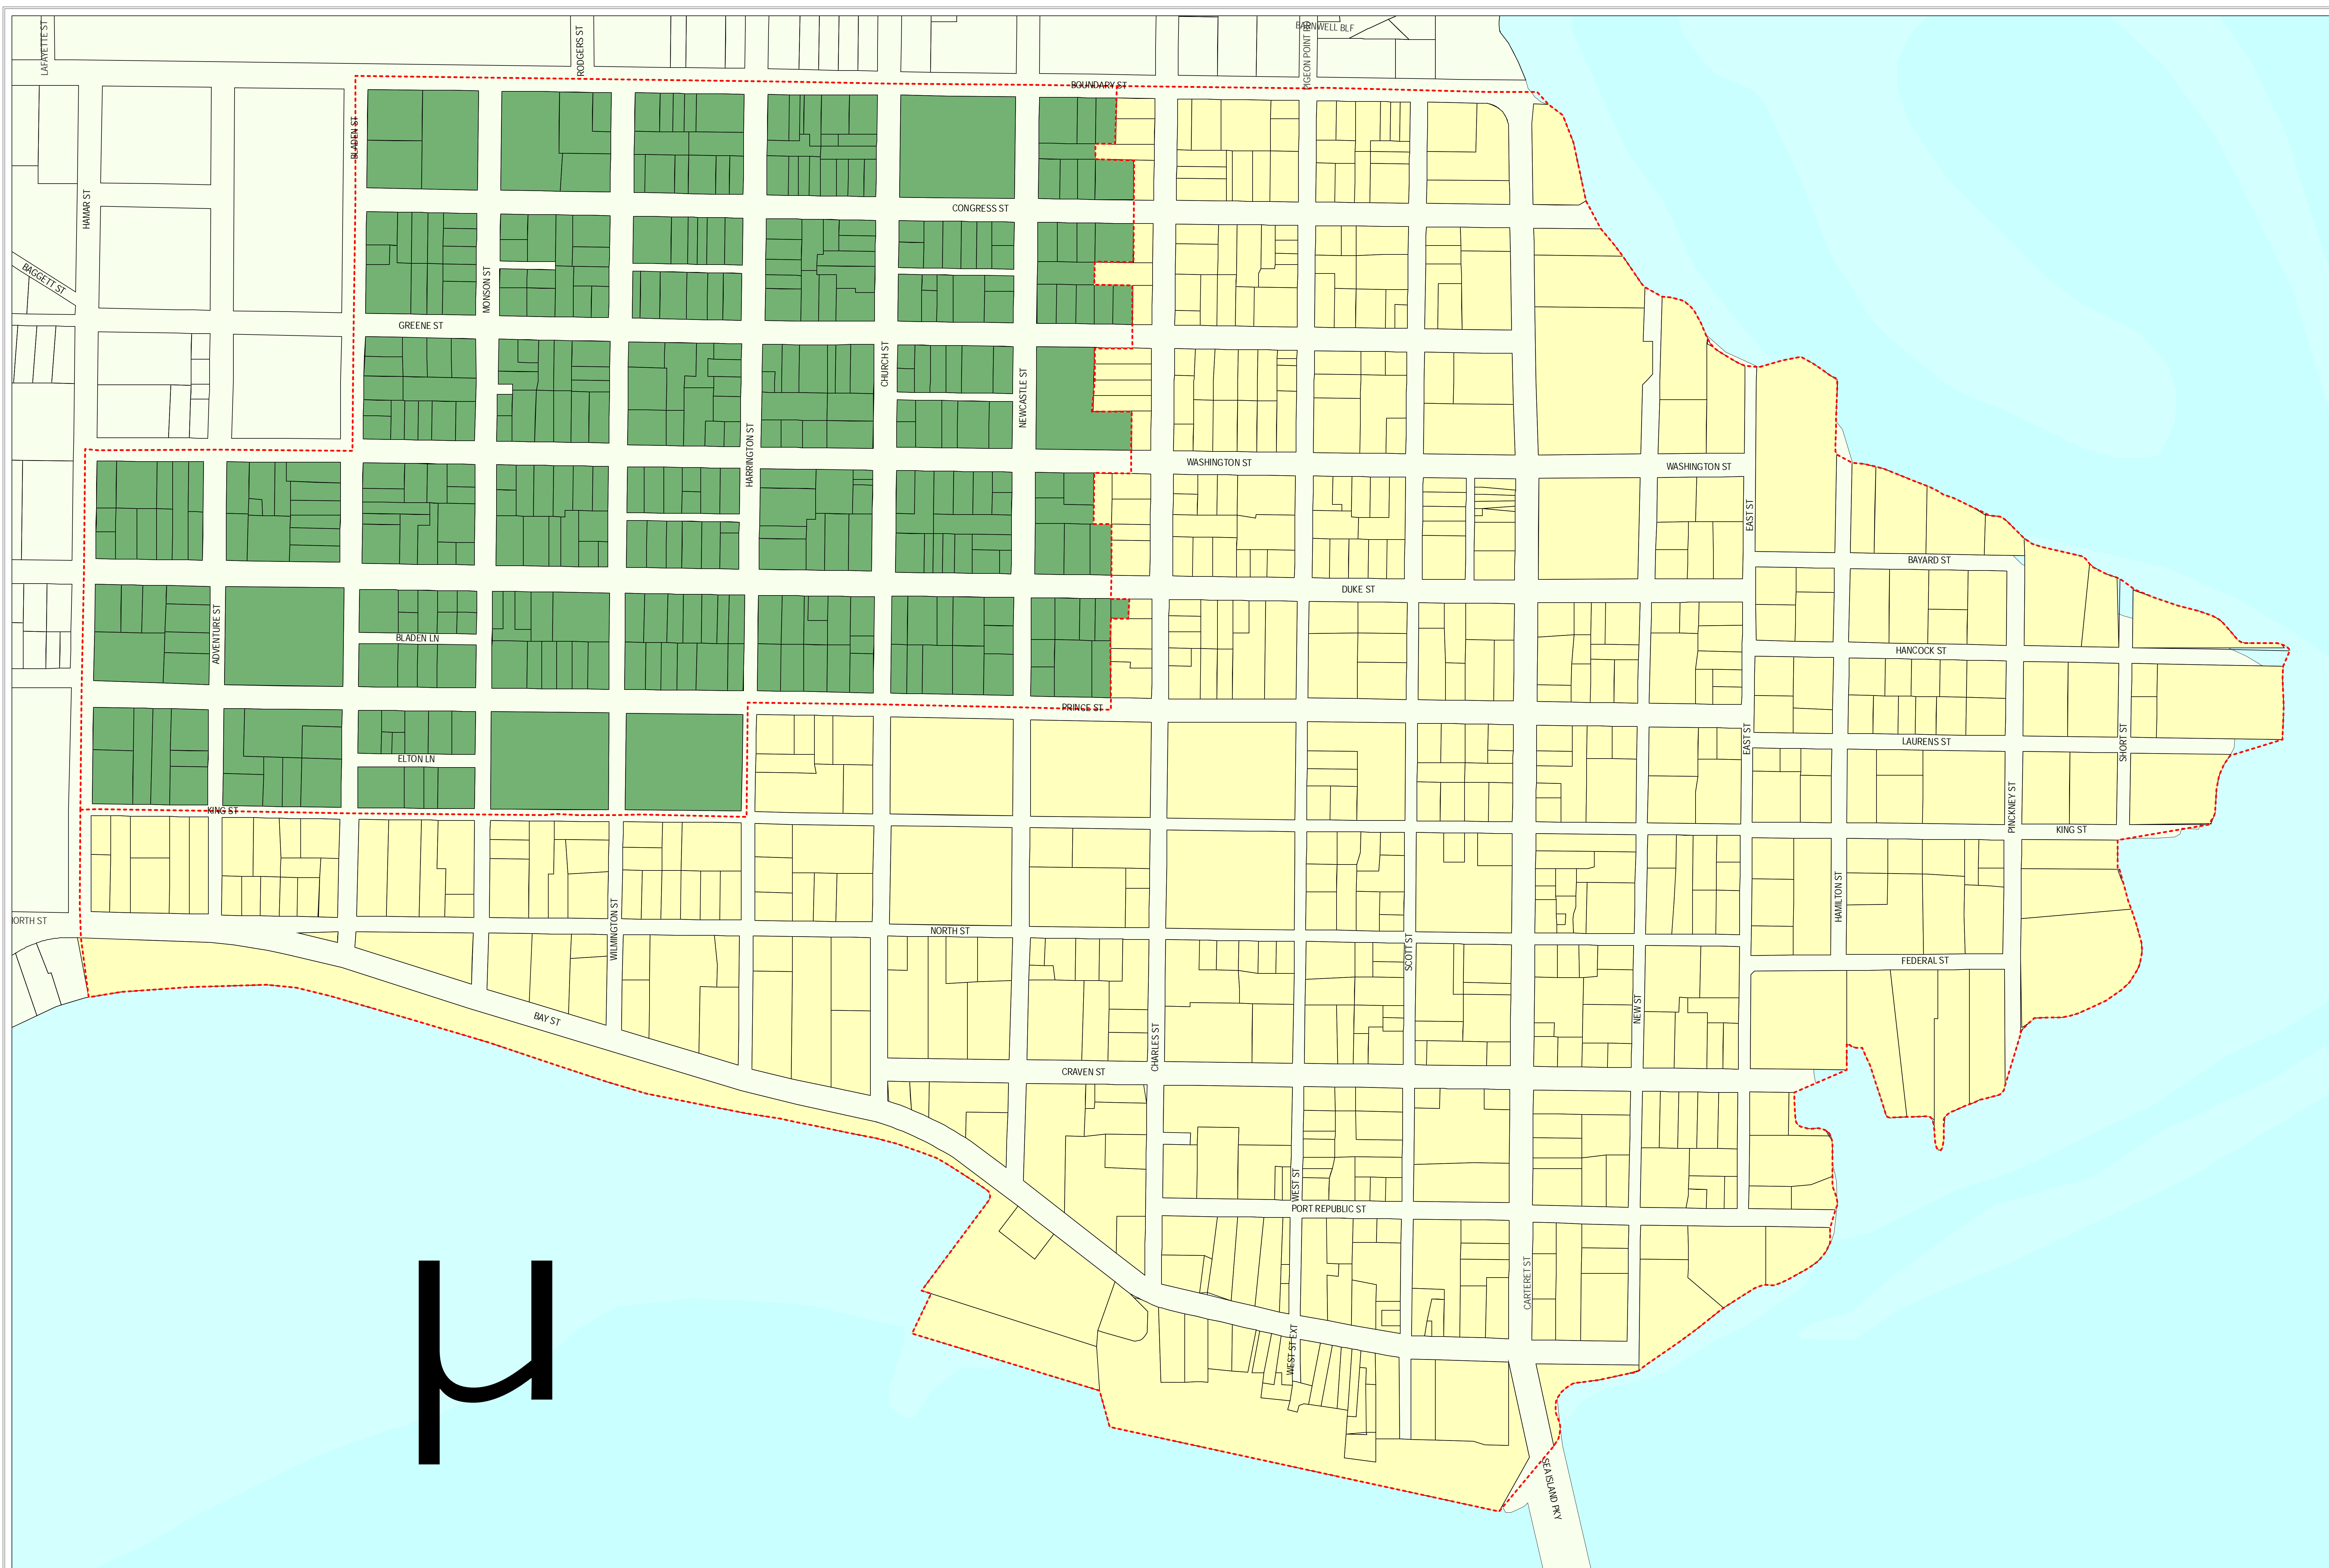 LAFAYETTE ST
RODGERS ST
BARNWELL BLF
PIGEON POINT RD
BOUNDARY ST
BLADEN ST
HAMAR ST
CONGRESS ST
BAGGETT ST
MONSON ST
GREENE ST
CHURCH ST
NEWCASTLE ST
HARRINGTON ST
WASHINGTON ST
WASHINGTON ST
EAST ST
BAYARD ST
DUKE ST
ADVENTURE ST
BLADEN LN
HANCOCK ST
PRINCE ST
EAST ST
LAURENS ST
SHORT ST
ELTON LN
KING ST
PINCKNEY ST
KING ST
HAMILTON ST
ORTH ST
WILMINGTON ST
NORTH ST
SCOTT ST
FEDERAL ST
BAY ST
NEW ST
CHARLES ST
CRAVEN ST
WEST ST
PORT REPUBLIC ST
CARTERET ST
WEST ST EXT
µ
SEA ISLAND PKY